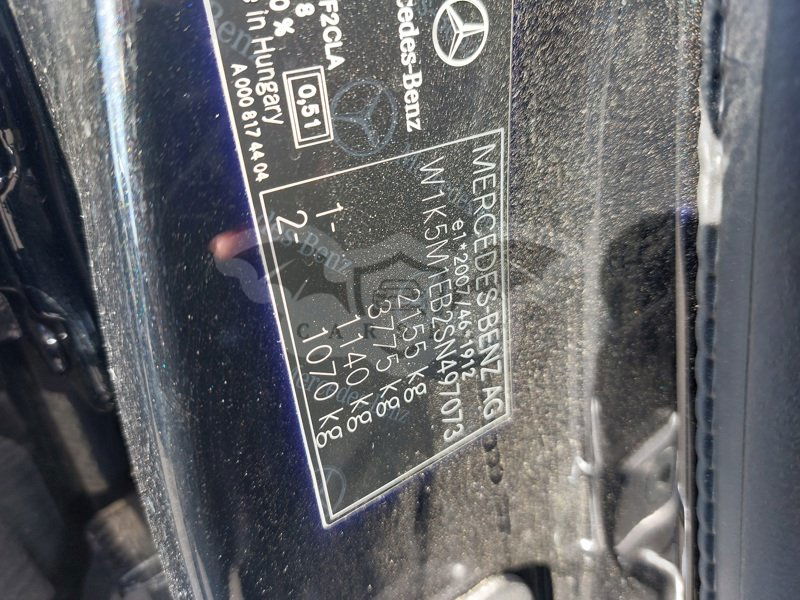 MERCEDES-BENZ AG
e1*2007/46*1912
W1K5W1EB2SN497073
2155 kg
3775 kg
1- 1140 kg
2- 1070 kg
Mercedes-Benz
0,51
F2CLA
8
0 %
in Hungary
A 000 817 44 04